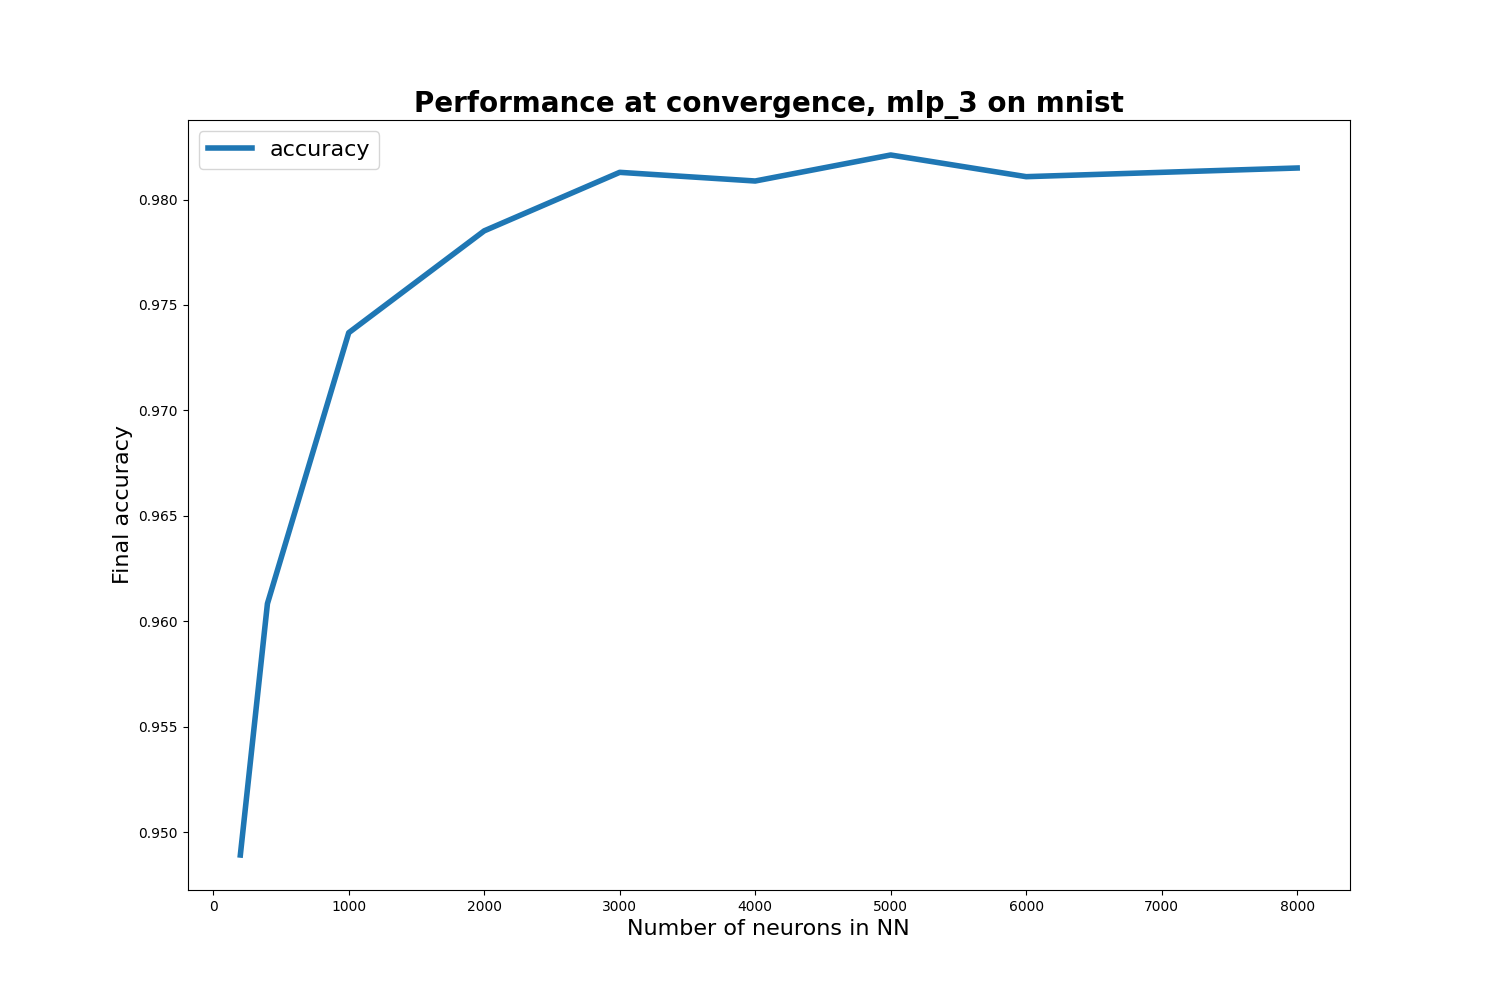 Performance at convergence, mlp_3 on mnist
accuracy
0.980
0.975
0.970
0.965
0.960
0.955
0.950
Final accuracy
0 1000 2000 3000 4000 5000 6000 7000 8000
Number of neurons in NN